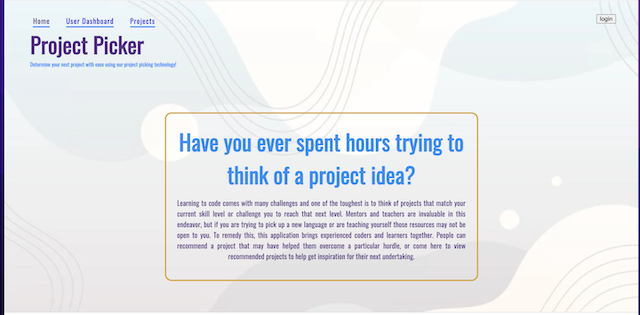 Home User Dashboard Projects login
Project Picker
Determine your next project with ease using our project picking technology!
Have you ever spent hours trying to
think of a project idea?
Learning to code comes with many challenges and one of the toughest is to think of projects that match your
current skill level or challenge you to reach that next level. Mentors and teachers are invaluable in this
endeavor, but if you are trying to pick up a new language or are teaching yourself those resources may not be
open to you. To remedy this, this application brings experienced coders and learners together. People can
recommend a project that may have helped them overcome a particular hurdle, or come here to view
recommended projects to help get inspiration for their next undertaking.